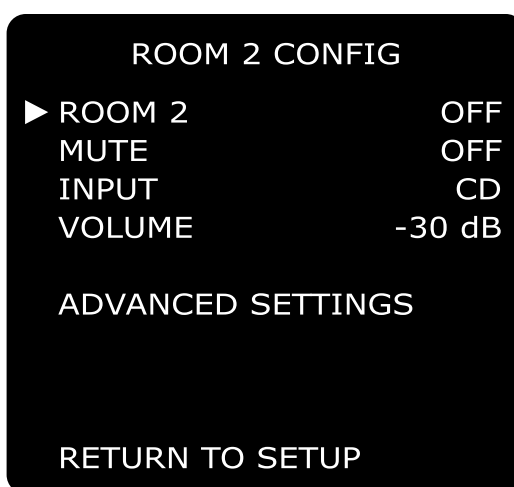 ROOM 2 CONFIG
ROOM 2 OFF
MUTE OFF
INPUT CD
VOLUME -30 dB
ADVANCED SETTINGS
RETURN TO SETUP